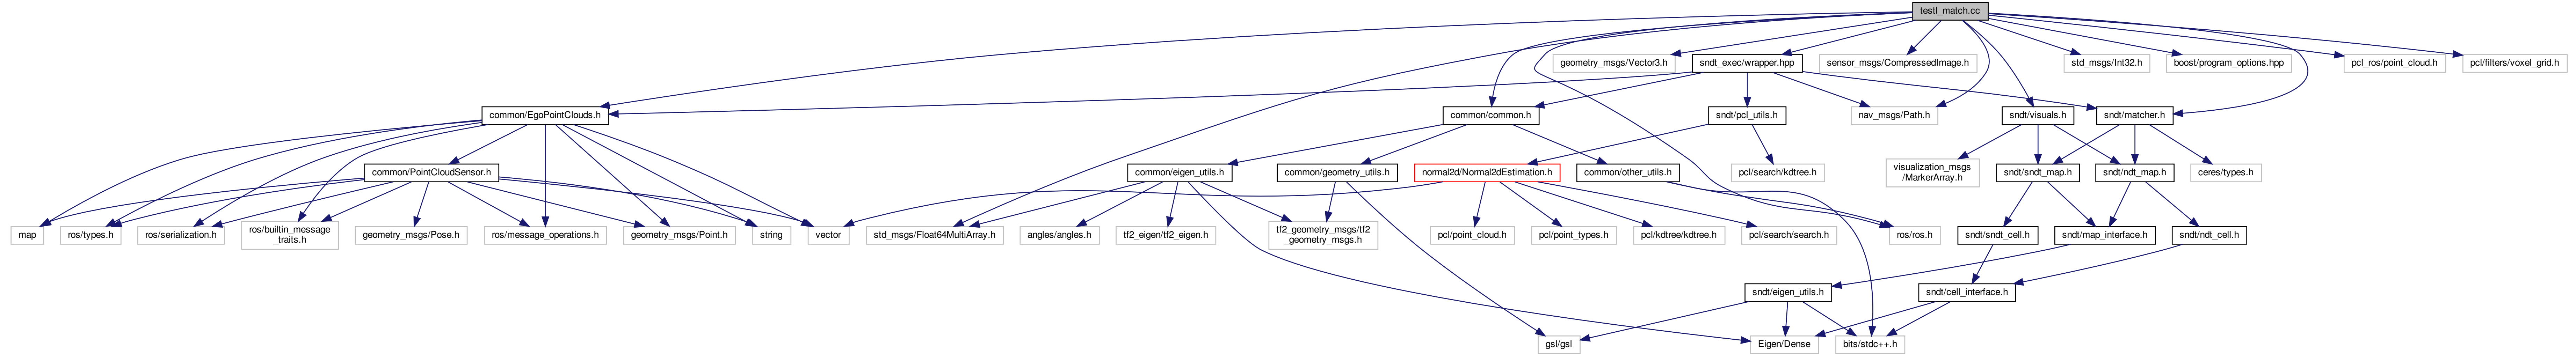 testl_match.cc
geometry_msgs/Vector3.h
sndt_exec/wrapper.hpp
sensor_msgs/CompressedImage.h
std_msgs/Int32.h
boost/program_options.hpp
pcl_ros/point_cloud.h
pcl/filters/voxel_grid.h
common/EgoPointClouds.h
common/common.h
sndt/pcl_utils.h
nav_msgs/Path.h
sndt/visuals.h
sndt/matcher.h
common/PointCloudSensor.h
common/eigen_utils.h
common/geometry_utils.h
normal2d/Normal2dEstimation.h
common/other_utils.h
pcl/search/kdtree.h
visualization_msgs
/MarkerArray.h
sndt/sndt_map.h
sndt/ndt_map.h
ceres/types.h
map
ros/types.h
ros/serialization.h
ros/builtin_message
_traits.h
geometry_msgs/Pose.h
ros/message_operations.h
geometry_msgs/Point.h
string
vector
std_msgs/Float64MultiArray.h
angles/angles.h
tf2_eigen/tf2_eigen.h
tf2_geometry_msgs/tf2
_geometry_msgs.h
pcl/point_cloud.h
pcl/point_types.h
pcl/kdtree/kdtree.h
pcl/search/search.h
ros/ros.h
sndt/sndt_cell.h
sndt/map_interface.h
sndt/ndt_cell.h
sndt/eigen_utils.h
sndt/cell_interface.h
gsl/gsl
Eigen/Dense
bits/stdc++.h